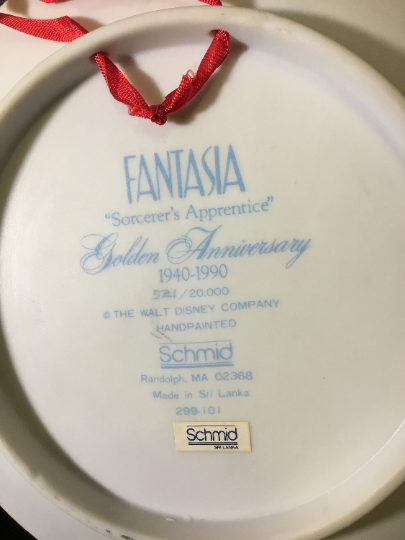 FANTASIA
"Sorcerer's Apprentice"
Golden Anniversary
1940-1990
/20,000
© THE WALT DISNEY COMPANY
HANDPAINTED
Schmid
Randolph, MA 02368
Made in Sri Lanka
299-101
Schmid
SRI LANKA